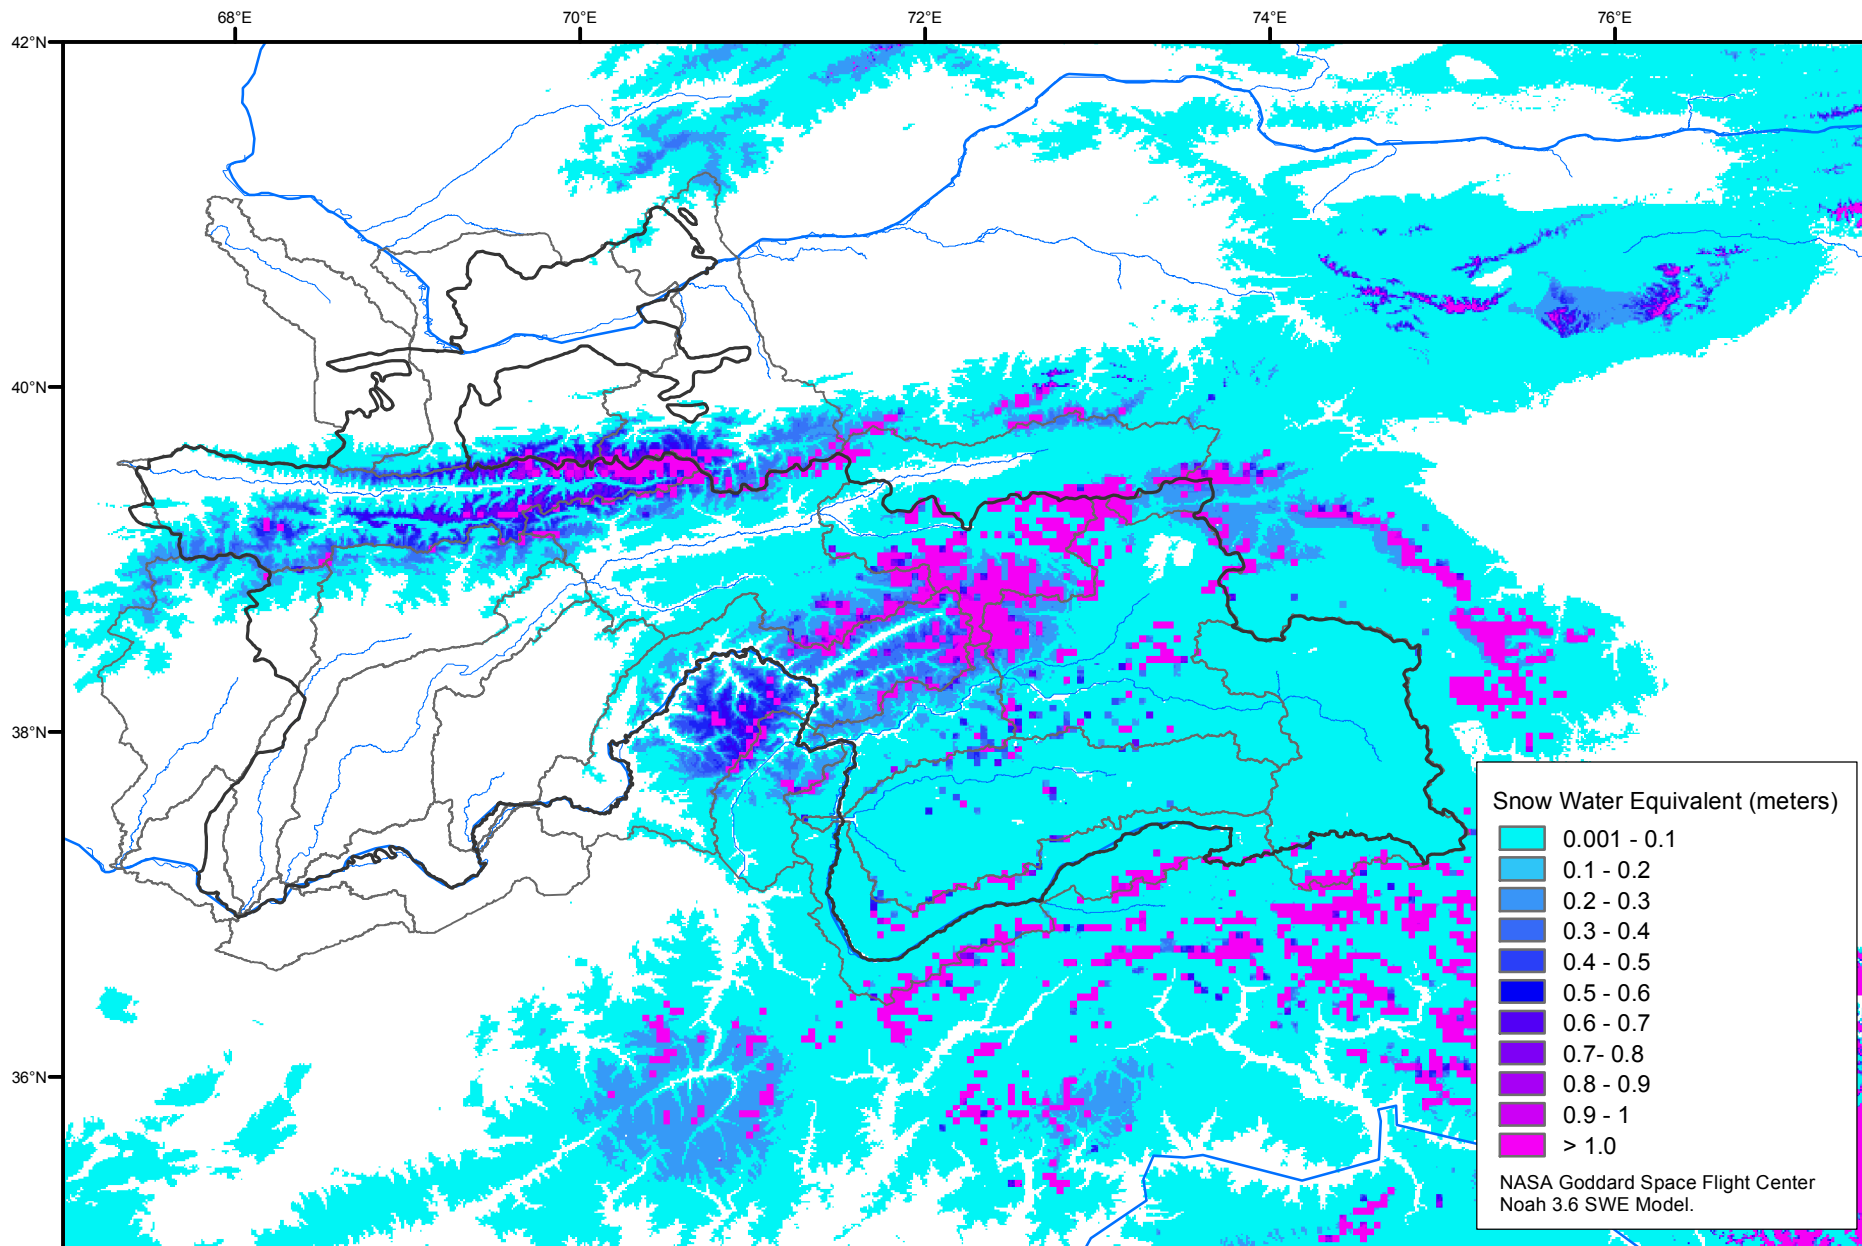 68°E
70°E
72°E
74°E
76°E
42°N
40°N
38°N
36°N
Snow Water Equivalent (meters)
0.001 - 0.1
0.1 - 0.2
0.2 - 0.3
0.3 - 0.4
0.4 - 0.5
0.5 - 0.6
0.6 - 0.7
0.7- 0.8
0.8 - 0.9
0.9 - 1
> 1.0
NASA Goddard Space Flight Center
Noah 3.6 SWE Model.